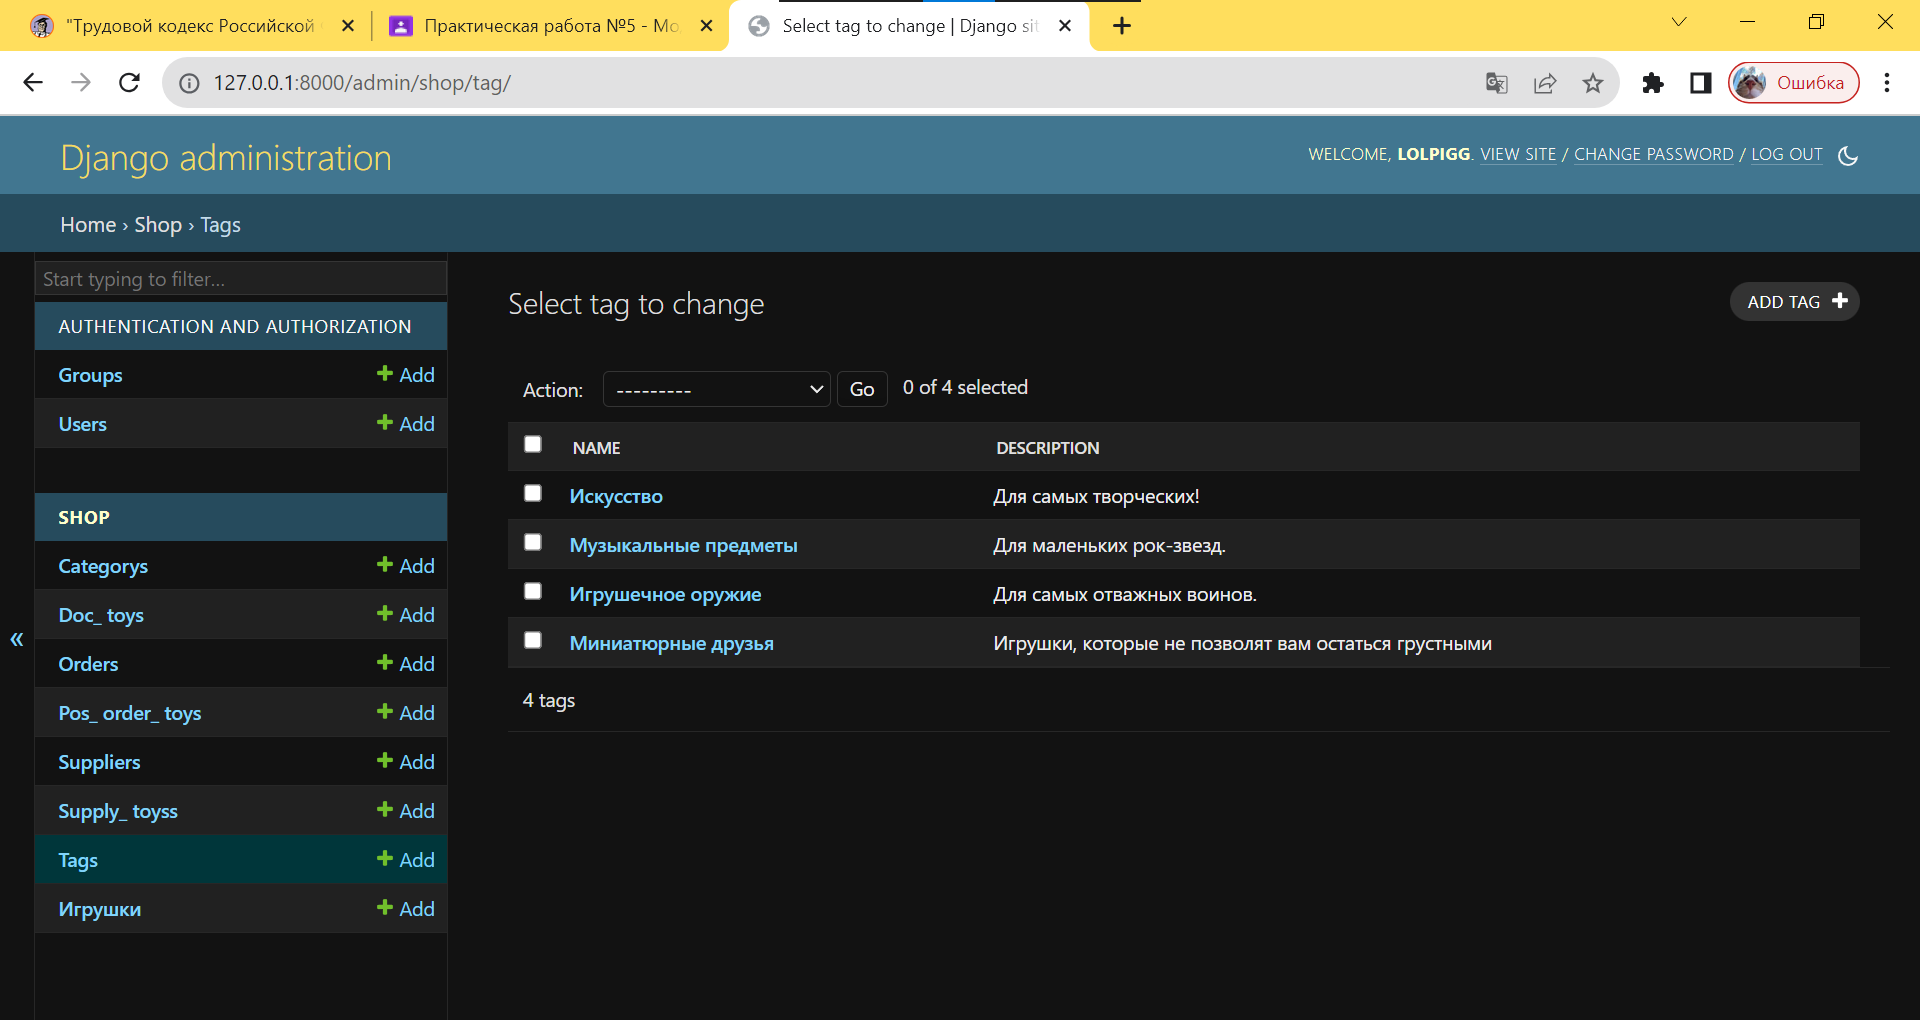 "Трудовой кодекс Российской
Практическая работа №5 - Мо
Select tag to change | Django sit
127.0.0.1:8000/admin/shop/tag/
Ошибка
Django administration
WELCOME, LOLPIGG. VIEW SITE / CHANGE PASSWORD / LOG OUT
Home › Shop › Tags
Start typing to filter...
AUTHENTICATION AND AUTHORIZATION
Groups + Add
Users + Add
SHOP
Categorys + Add
Doc_ toys + Add
Orders + Add
Pos_ order_ toys + Add
Suppliers + Add
Supply_ toyss + Add
Tags + Add
Игрушки + Add
«
Select tag to change
ADD TAG +
Action: --------- Go 0 of 4 selected
NAME DESCRIPTION
Искусство Для самых творческих!
Музыкальные предметы Для маленьких рок-звезд.
Игрушечное оружие Для самых отважных воинов.
Миниатюрные друзья Игрушки, которые не позволят вам остаться грустными
4 tags